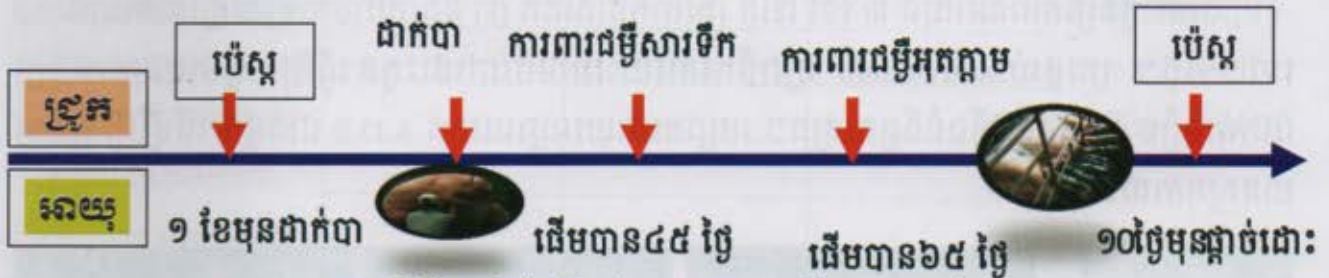 ប៉េស្ត
ដាក់បា
ការពារជម្ងឺសារទឹក
ការពារជម្ងឺអុតក្តាម
ប៉េស្ត
ជ្រូក
អាយុ
១ ខែមុនដាក់បា
ផើមបាន៤៥ ថ្ងៃ
ផើមបាន៦៥ ថ្ងៃ
១០ថ្ងៃមុនផ្តាច់ដោះ